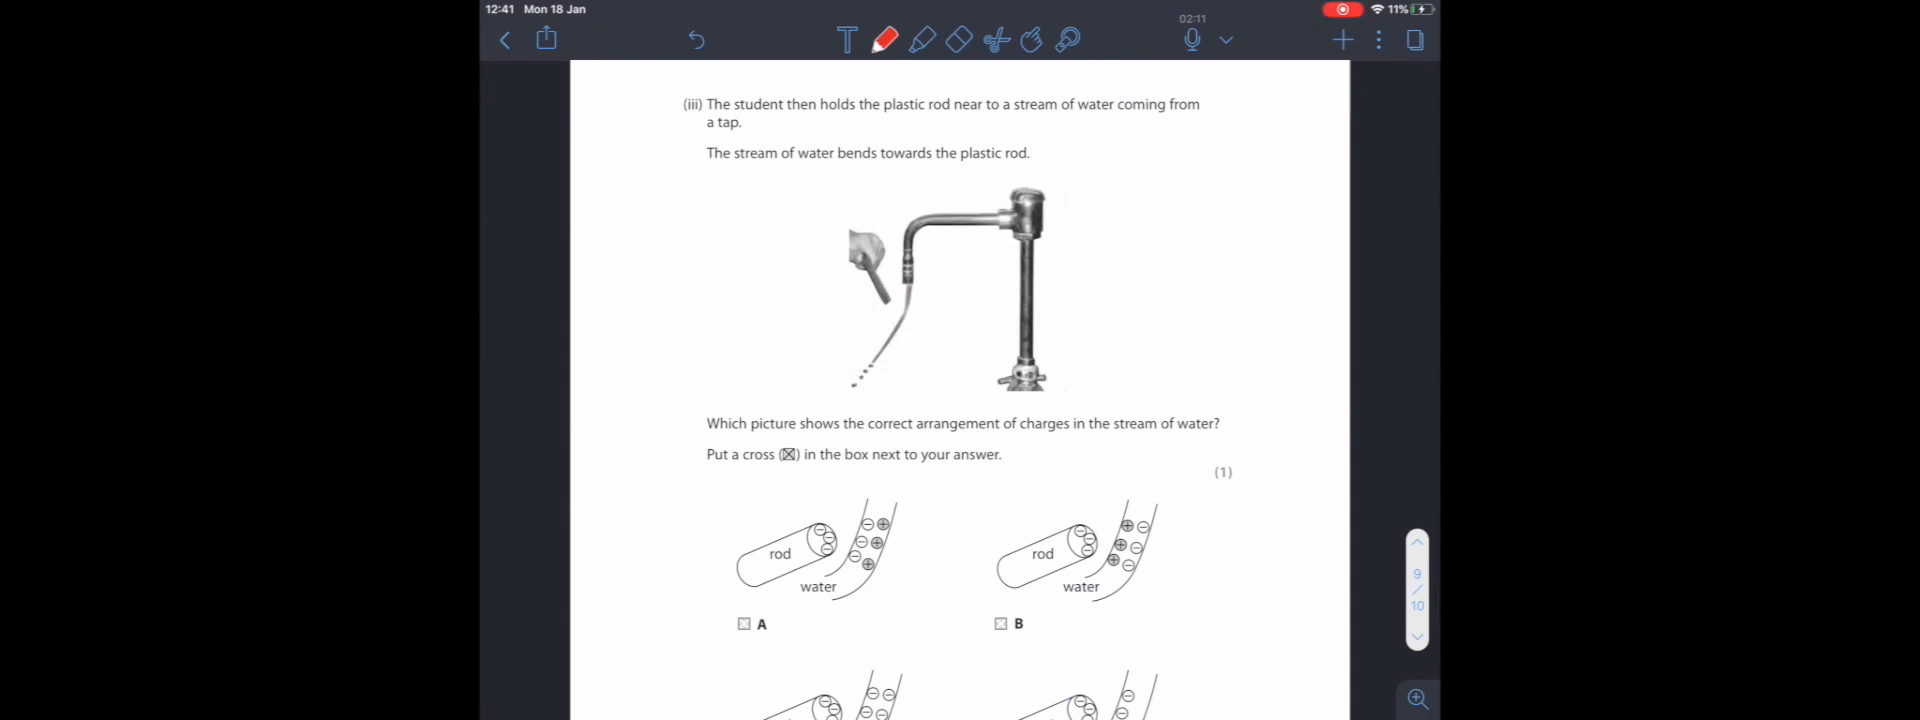 12:41 Mon 18 Jan
11%
02:11
T
(iii) The student then holds the plastic rod near to a stream of water coming from
a tap.
The stream of water bends towards the plastic rod.
Which picture shows the correct arrangement of charges in the stream of water?
Put a cross (☒) in the box next to your answer.
(1)
rod
water
A
rod
water
B
9
/
10